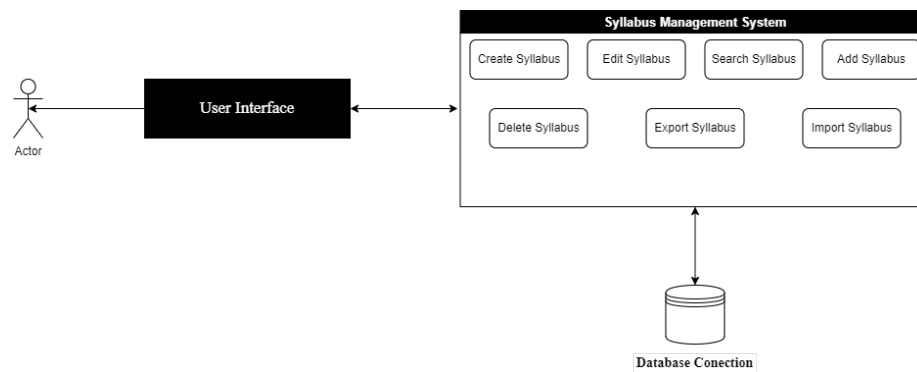 Syllabus Management System
Create Syllabus
Edit Syllabus
Search Syllabus
Add Syllabus
User Interface
Actor
Delete Syllabus
Export Syllabus
Import Syllabus
Database Conection